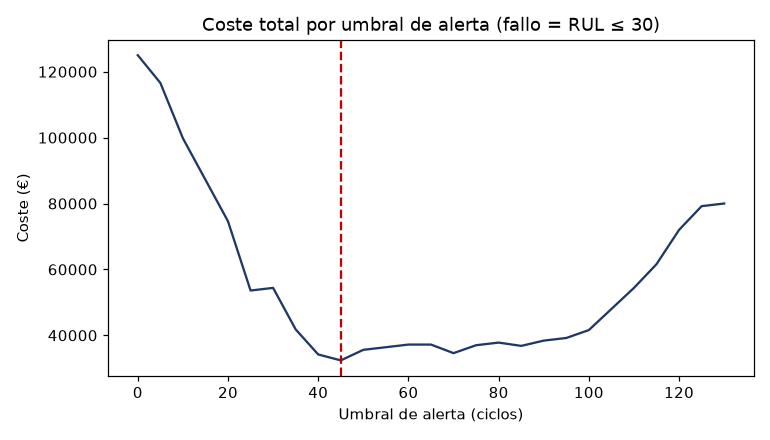 Coste total por umbral de alerta (fallo = RUL ≤ 30)
120000
100000
80000
60000
40000
Coste (€)
0 20 40 60 80 100 120
Umbral de alerta (ciclos)